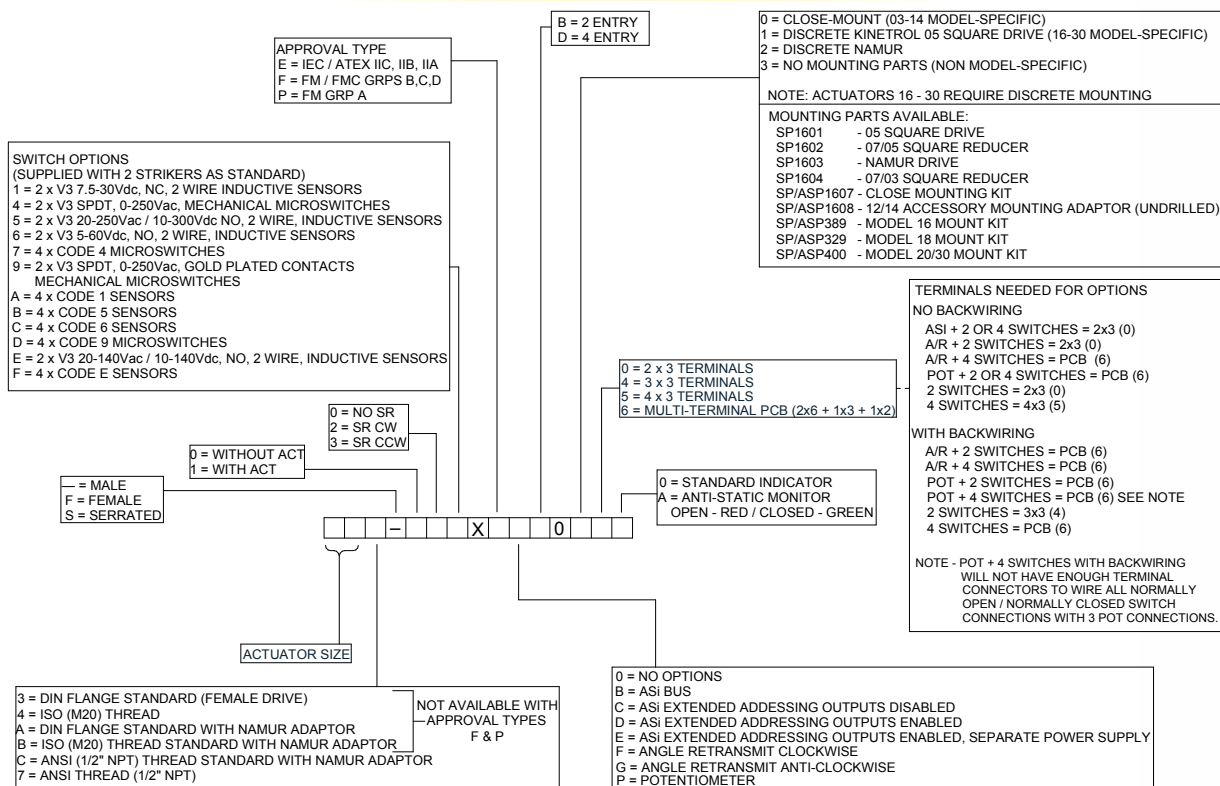 B = 2 ENTRY
D = 4 ENTRY
APPROVAL TYPE
E = IEC / ATEX IIC, IIB, IIA
F = FM / FMC GRPS B,C,D
P = FM GRP A
0 = CLOSE-MOUNT (03-14 MODEL-SPECIFIC)
1 = DISCRETE KINETROL 05 SQUARE DRIVE (16-30 MODEL-SPECIFIC)
2 = DISCRETE NAMUR
3 = NO MOUNTING PARTS (NON MODEL-SPECIFIC)
NOTE: ACTUATORS 16 - 30 REQUIRE DISCRETE MOUNTING
MOUNTING PARTS AVAILABLE:
SP1601 - 05 SQUARE DRIVE
SP1602 - 07/05 SQUARE REDUCER
SP1603 - NAMUR DRIVE
SP1604 - 07/03 SQUARE REDUCER
SP/ASP1607 - CLOSE MOUNTING KIT
SP/ASP1608 - 12/14 ACCESSORY MOUNTING ADAPTOR (UNDRILLED)
SP/ASP389 - MODEL 16 MOUNT KIT
SP/ASP329 - MODEL 18 MOUNT KIT
SP/ASP400 - MODEL 20/30 MOUNT KIT
SWITCH OPTIONS
(SUPPLIED WITH 2 STRIKERS AS STANDARD)
1 = 2 x V3 7.5-30Vdc, NC, 2 WIRE INDUCTIVE SENSORS
4 = 2 x V3 SPDT, 0-250Vac, MECHANICAL MICROSWITCHES
5 = 2 x V3 20-250Vac / 10-300Vdc NO, 2 WIRE, INDUCTIVE SENSORS
6 = 2 x V3 5-60Vdc, NO, 2 WIRE, INDUCTIVE SENSORS
7 = 4 x CODE 4 MICROSWITCHES
9 = 2 x V3 SPDT, 0-250Vac, GOLD PLATED CONTACTS
MECHANICAL MICROSWITCHES
A = 4 x CODE 1 SENSORS
B = 4 x CODE 5 SENSORS
C = 4 x CODE 6 SENSORS
D = 4 x CODE 9 MICROSWITCHES
E = 2 x V3 20-140Vac / 10-140Vdc, NO, 2 WIRE, INDUCTIVE SENSORS
F = 4 x CODE E SENSORS
TERMINALS NEEDED FOR OPTIONS
NO BACKWIRING
ASI + 2 OR 4 SWITCHES = 2x3 (0)
A/R + 2 SWITCHES = 2x3 (0)
A/R + 4 SWITCHES = PCB (6)
POT + 2 OR 4 SWITCHES = PCB (6)
2 SWITCHES = 2x3 (0)
4 SWITCHES = 4x3 (5)
WITH BACKWIRING
A/R + 2 SWITCHES = PCB (6)
A/R + 4 SWITCHES = PCB (6)
POT + 2 SWITCHES = PCB (6)
POT + 4 SWITCHES = PCB (6) SEE NOTE
2 SWITCHES = 3x3 (4)
4 SWITCHES = PCB (6)
NOTE - POT + 4 SWITCHES WITH BACKWIRING
WILL NOT HAVE ENOUGH TERMINAL
CONNECTORS TO WIRE ALL NORMALLY
OPEN / NORMALLY CLOSED SWITCH
CONNECTIONS WITH 3 POT CONNECTIONS.
0 = 2 x 3 TERMINALS
4 = 3 x 3 TERMINALS
5 = 4 x 3 TERMINALS
6 = MULTI-TERMINAL PCB (2x6 + 1x3 + 1x2)
0 = NO SR
2 = SR CW
3 = SR CCW
0 = WITHOUT ACT
1 = WITH ACT
— = MALE
F = FEMALE
S = SERRATED
0 = STANDARD INDICATOR
A = ANTI-STATIC MONITOR
OPEN - RED / CLOSED - GREEN
– X 0
ACTUATOR SIZE
3 = DIN FLANGE STANDARD (FEMALE DRIVE)
4 = ISO (M20) THREAD
A = DIN FLANGE STANDARD WITH NAMUR ADAPTOR
B = ISO (M20) THREAD STANDARD WITH NAMUR ADAPTOR
C = ANSI (1/2" NPT) THREAD STANDARD WITH NAMUR ADAPTOR
7 = ANSI THREAD (1/2" NPT)
NOT AVAILABLE WITH
APPROVAL TYPES
F & P
0 = NO OPTIONS
B = ASi BUS
C = ASi EXTENDED ADDESSING OUTPUTS DISABLED
D = ASi EXTENDED ADDRESSING OUTPUTS ENABLED
E = ASi EXTENDED ADDRESSING OUTPUTS ENABLED, SEPARATE POWER SUPPLY
F = ANGLE RETRANSMIT CLOCKWISE
G = ANGLE RETRANSMIT ANTI-CLOCKWISE
P = POTENTIOMETER